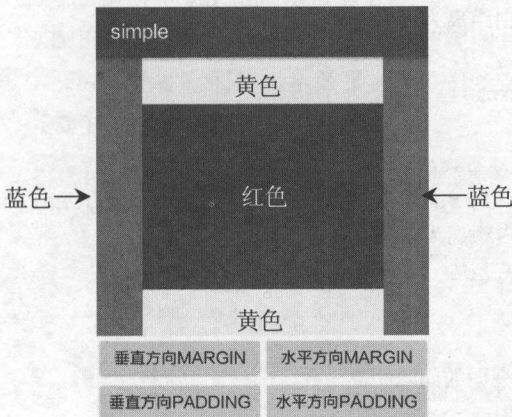 simple
黄色
蓝色
红色
蓝色
黄色
垂直方向MARGIN
水平方向MARGIN
垂直方向PADDING
水平方向PADDING